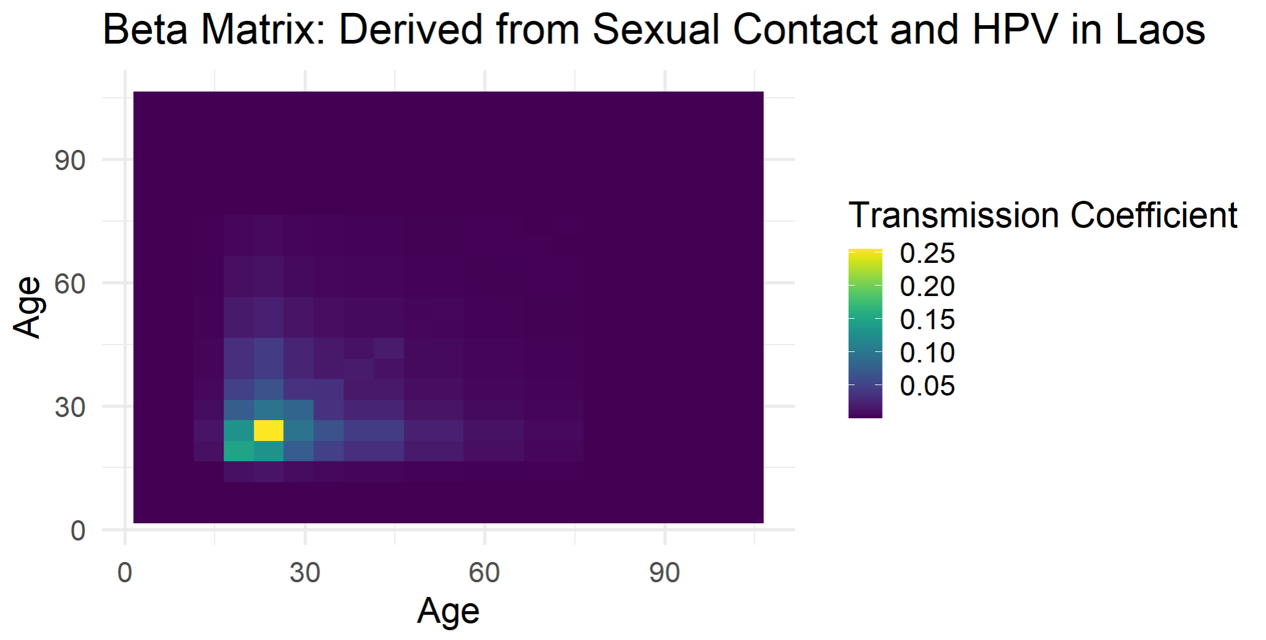 Beta Matrix: Derived from Sexual Contact and HPV in Laos
90
60
30
0
Age
0 30 60 90
Age
Transmission Coefficient
0.25
0.20
0.15
0.10
0.05